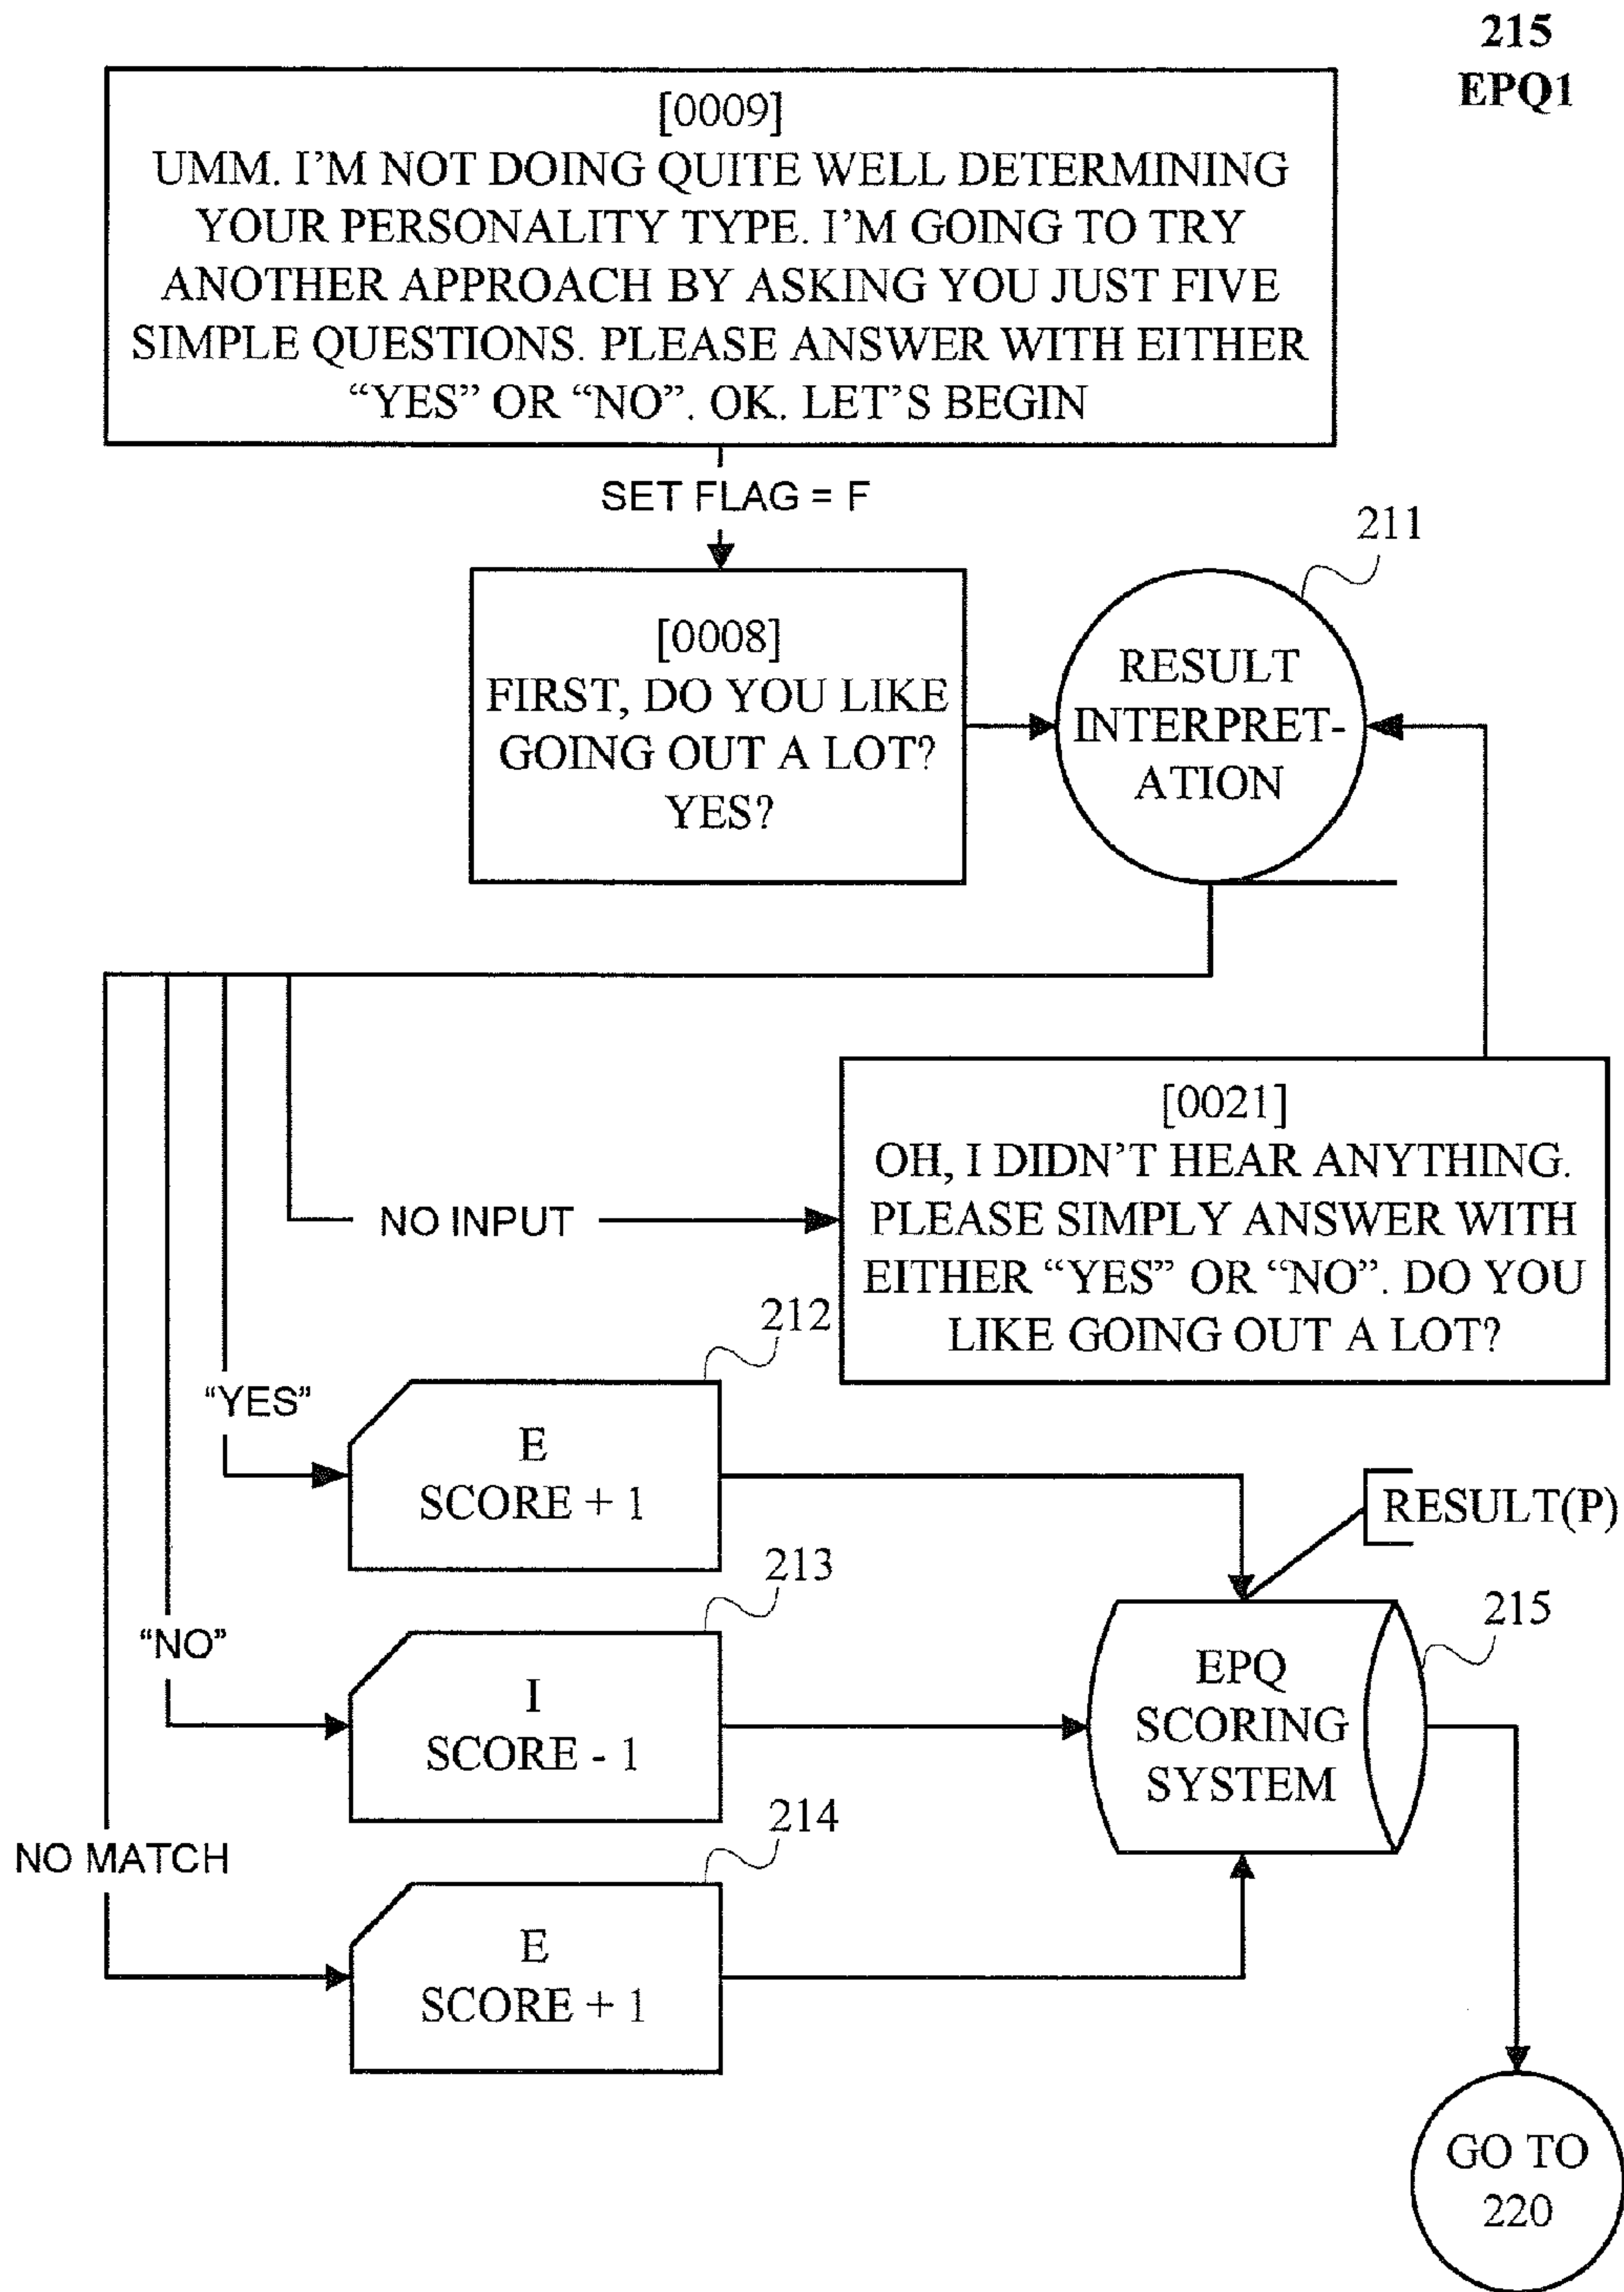 215
EPQ1
[0009]
UMM. I'M NOT DOING QUITE WELL DETERMINING
YOUR PERSONALITY TYPE. I'M GOING TO TRY
ANOTHER APPROACH BY ASKING YOU JUST FIVE
SIMPLE QUESTIONS. PLEASE ANSWER WITH EITHER
“YES” OR “NO”. OK. LET'S BEGIN
SET FLAG = F
211
[0008]
FIRST, DO YOU LIKE
GOING OUT A LOT?
YES?
RESULT
INTERPRET-
ATION
[0021]
OH, I DIDN'T HEAR ANYTHING.
PLEASE SIMPLY ANSWER WITH
EITHER “YES” OR “NO”. DO YOU
LIKE GOING OUT A LOT?
NO INPUT
212
“YES”
E
SCORE + 1
RESULT(P)
213
“NO”
I
SCORE - 1
215
EPQ
SCORING
SYSTEM
214
NO MATCH
E
SCORE + 1
GO TO
220